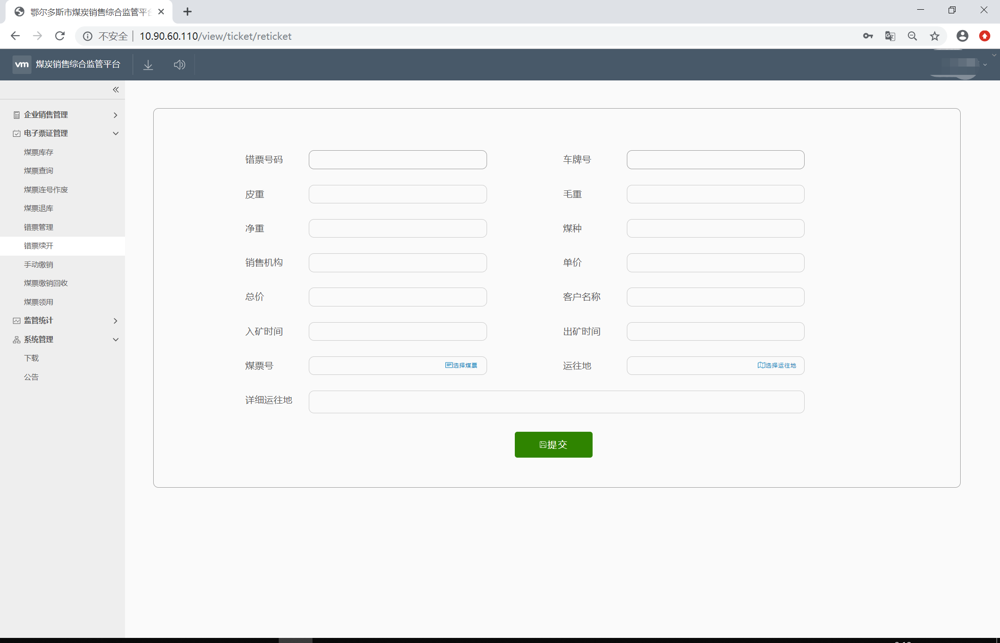 鄂尔多斯市煤炭销售综合监管平台
不安全 10.90.60.110/view/ticket/reticket
vm 煤炭销售综合监管平台
企业销售管理
电子票证管理
煤票库存
煤票查询
煤票连号作废
煤票退库
错票管理
错票续开
手动缴销
煤票缴销回收
煤票领用
监管统计
系统管理
下载
公告
错票号码 车牌号
皮重 毛重
净重 煤种
销售机构 单价
总价 客户名称
入矿时间 出矿时间
煤票号 选择煤票 运往地 选择运往地
详细运往地
提交